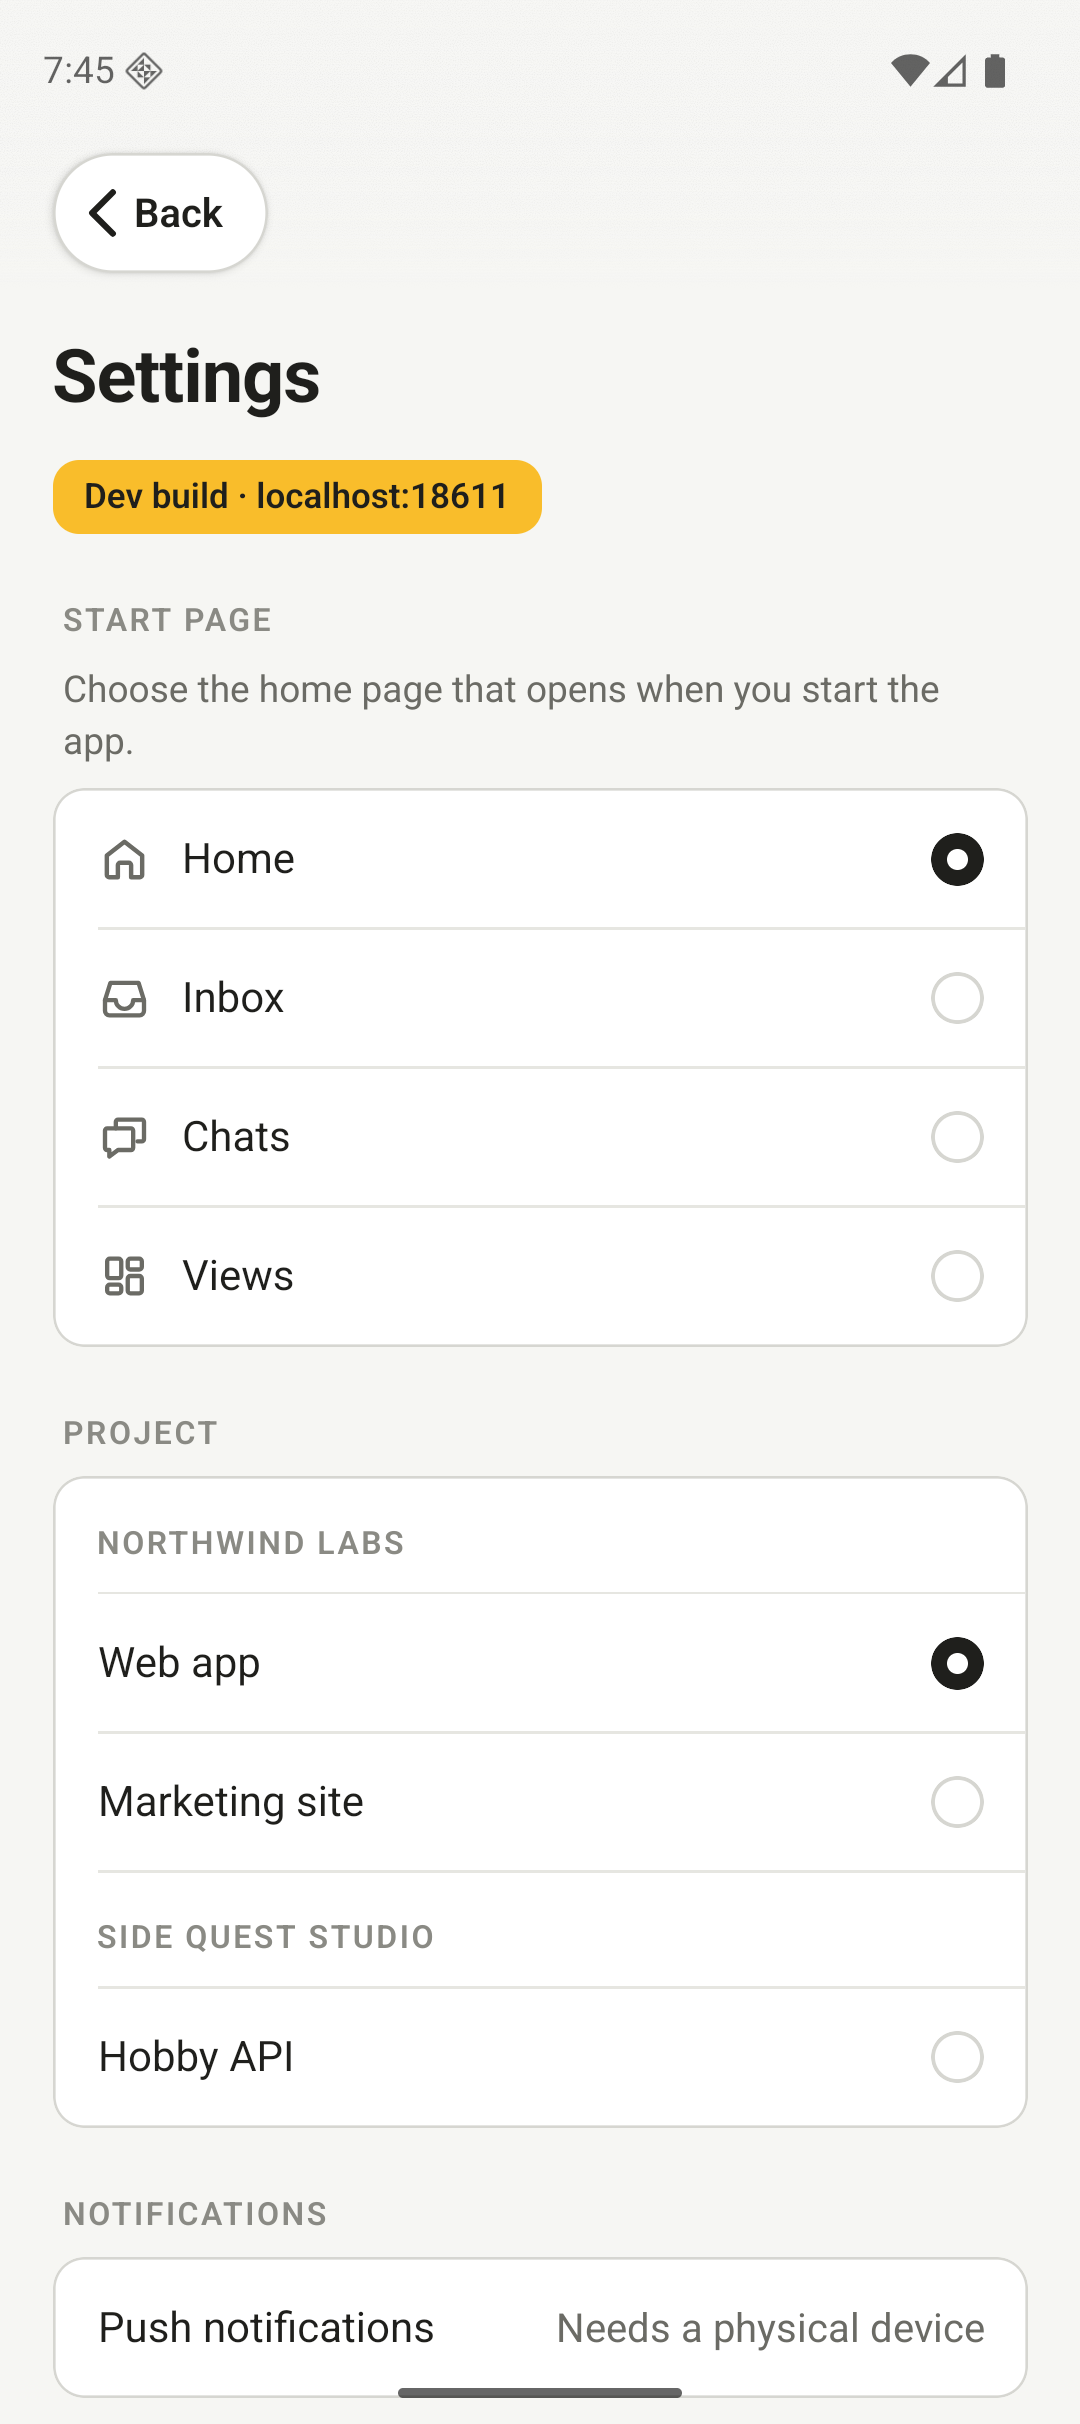 7:45
Back
Settings
Dev build · localhost:18611
START PAGE
Choose the home page that opens when you start the
app.
Home
Inbox
Chats
Views
PROJECT
NORTHWIND LABS
Web app
Marketing site
SIDE QUEST STUDIO
Hobby API
NOTIFICATIONS
Push notifications Needs a physical device